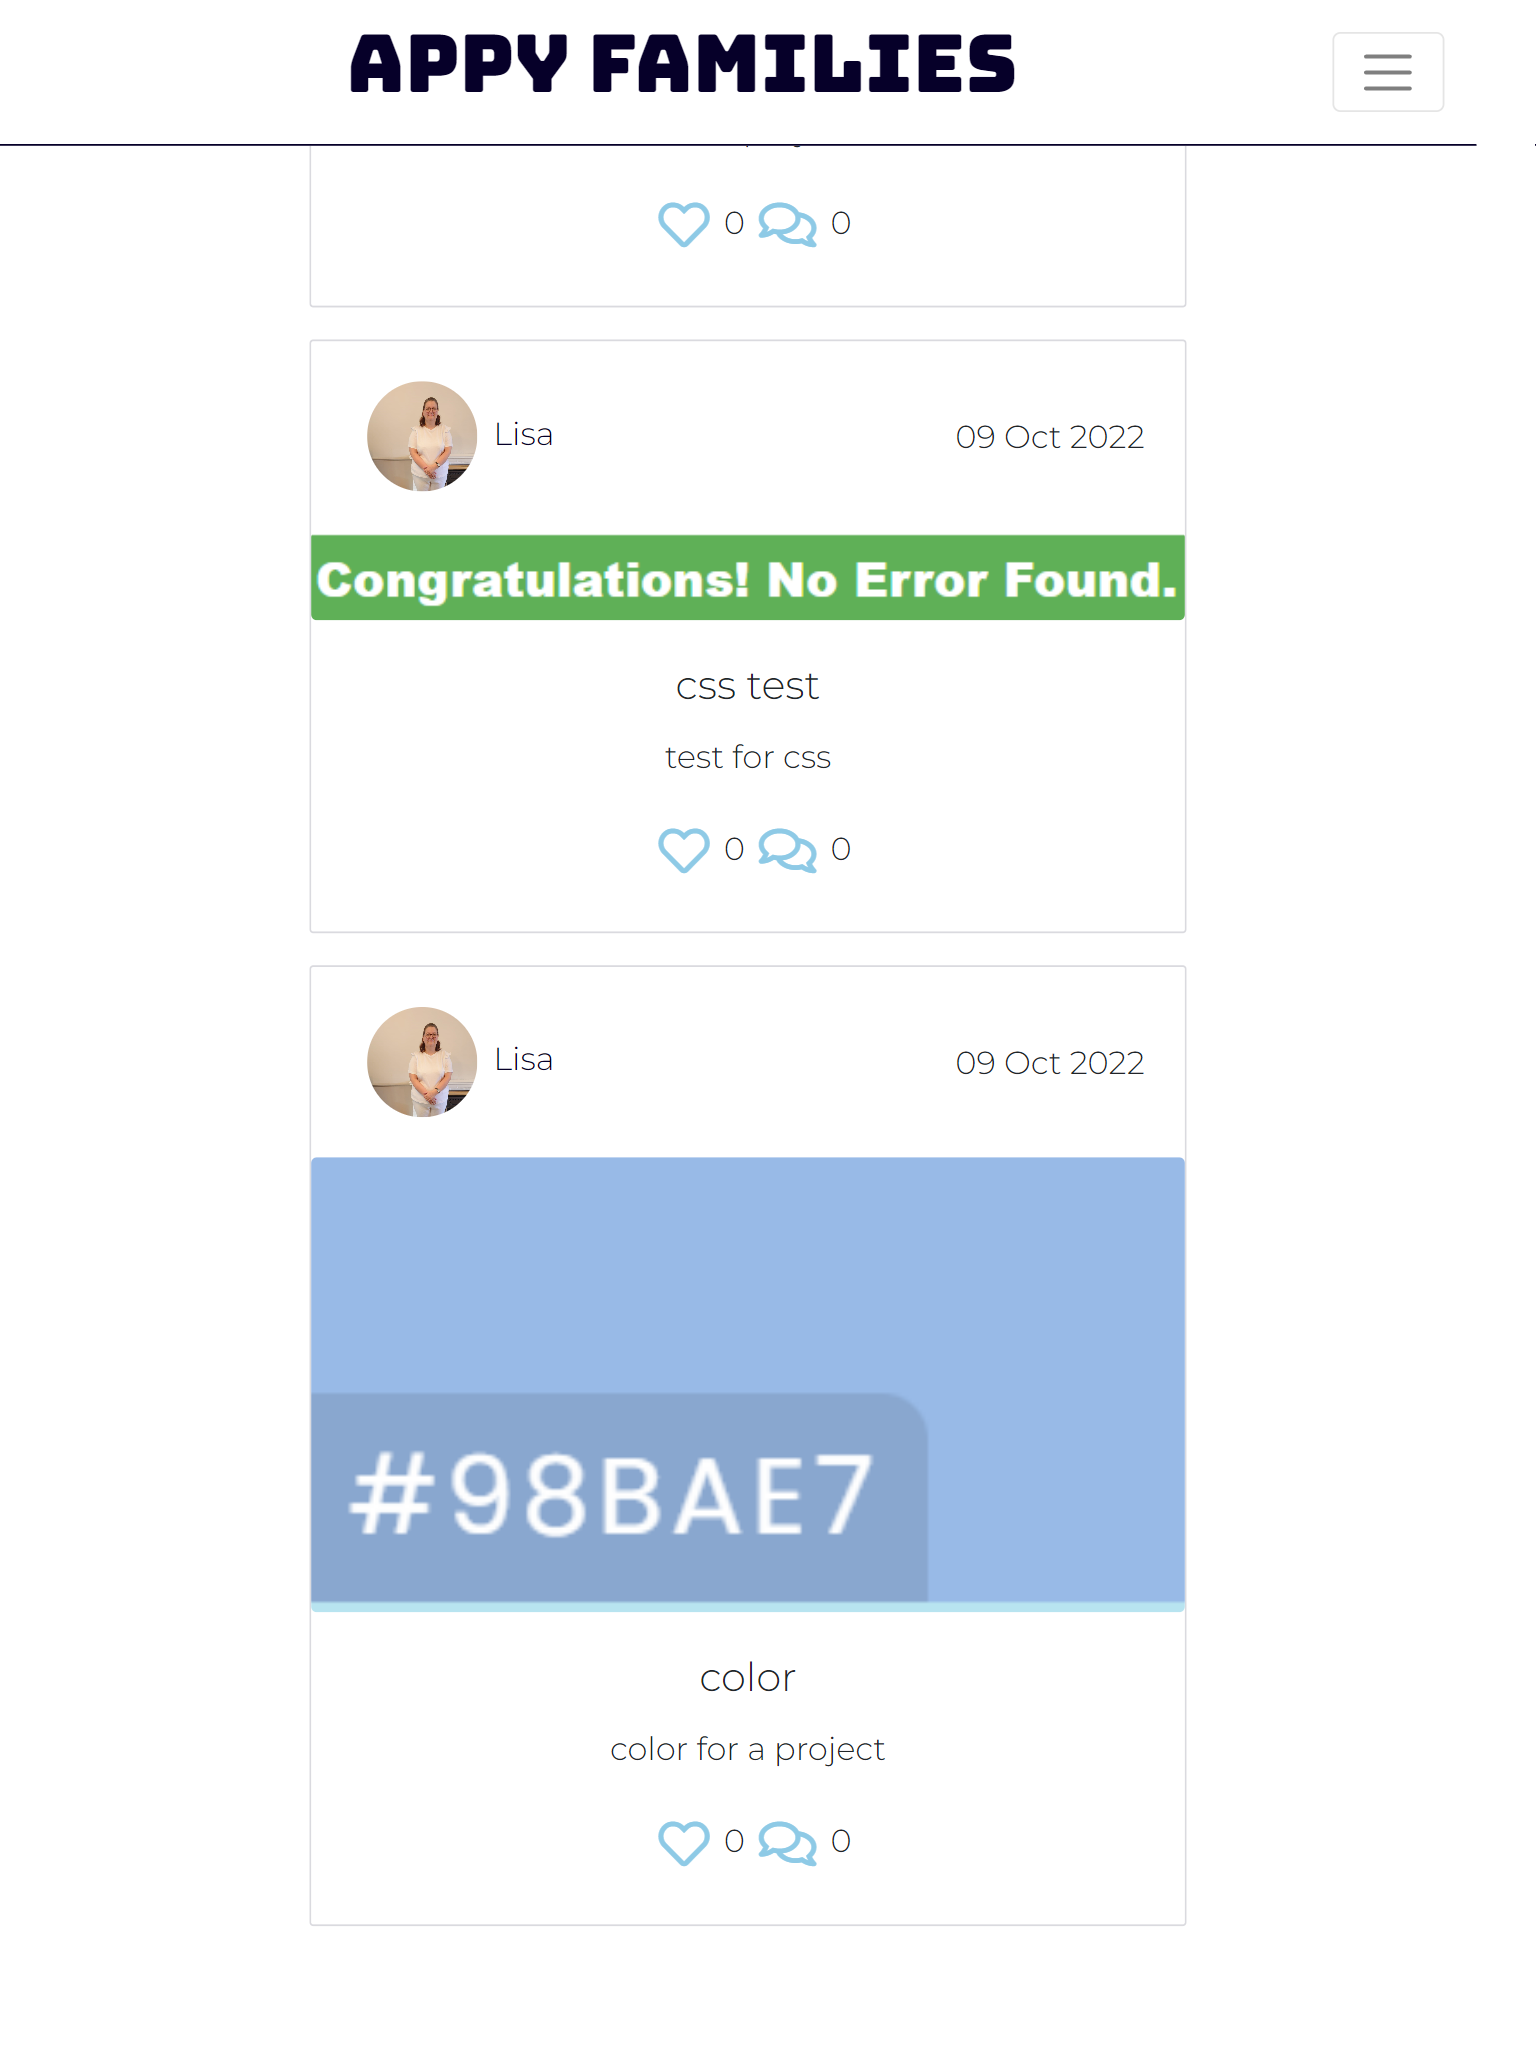 APPY FAMILIES
0 0
Lisa 09 Oct 2022
Congratulations! No Error Found.
css test
test for css
0 0
Lisa 09 Oct 2022
#98BAE7
color
color for a project
0 0